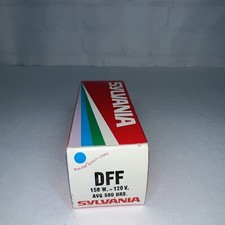 SYLVANIA
DFF
150 W. - 120 V.
AVG 500 HRS.
SYLVANIA